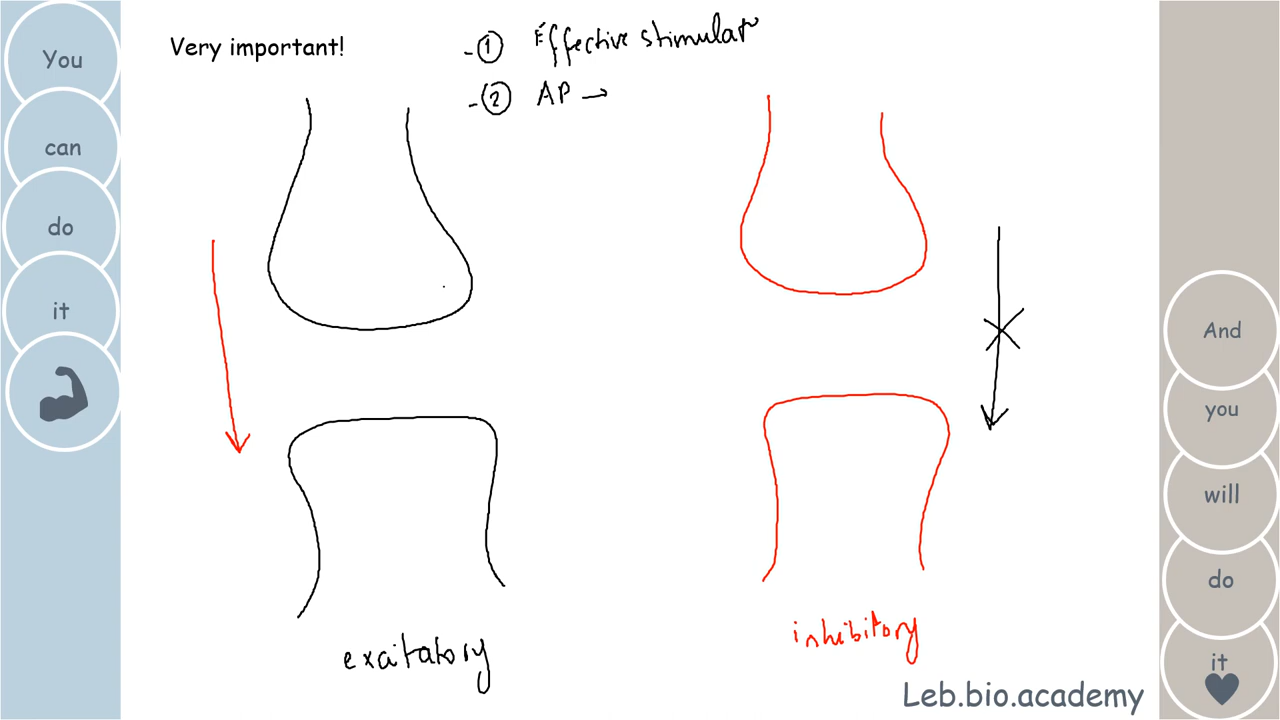 You
can
do
it
Very important!
-① Effective stimulat
-② AP →
excitatory
inhibitory
And
you
will
do
it
Leb.bio.academy